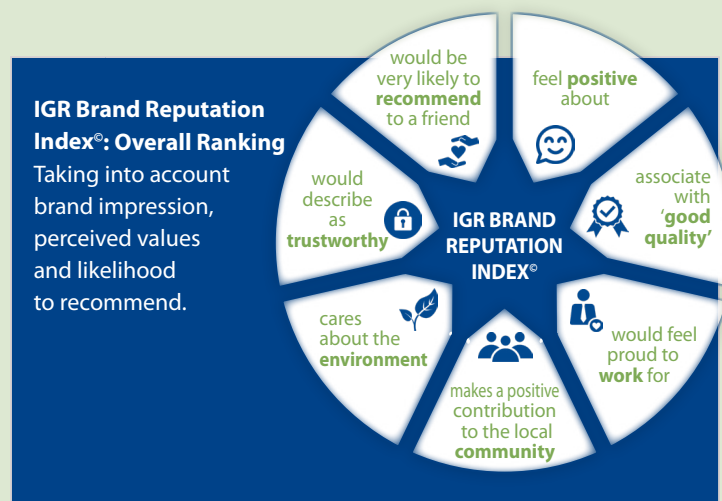 IGR Brand Reputation
Index©: Overall Ranking
Taking into account
brand impression,
perceived values
and likelihood
to recommend.
would be
very likely to
recommend
to a friend
feel positive
about
associate
with
‘good
quality’
would feel
proud to
work for
makes a positive
contribution
to the local
community
cares
about the
environment
would
describe
as
trustworthy
IGR BRAND
REPUTATION
INDEX©